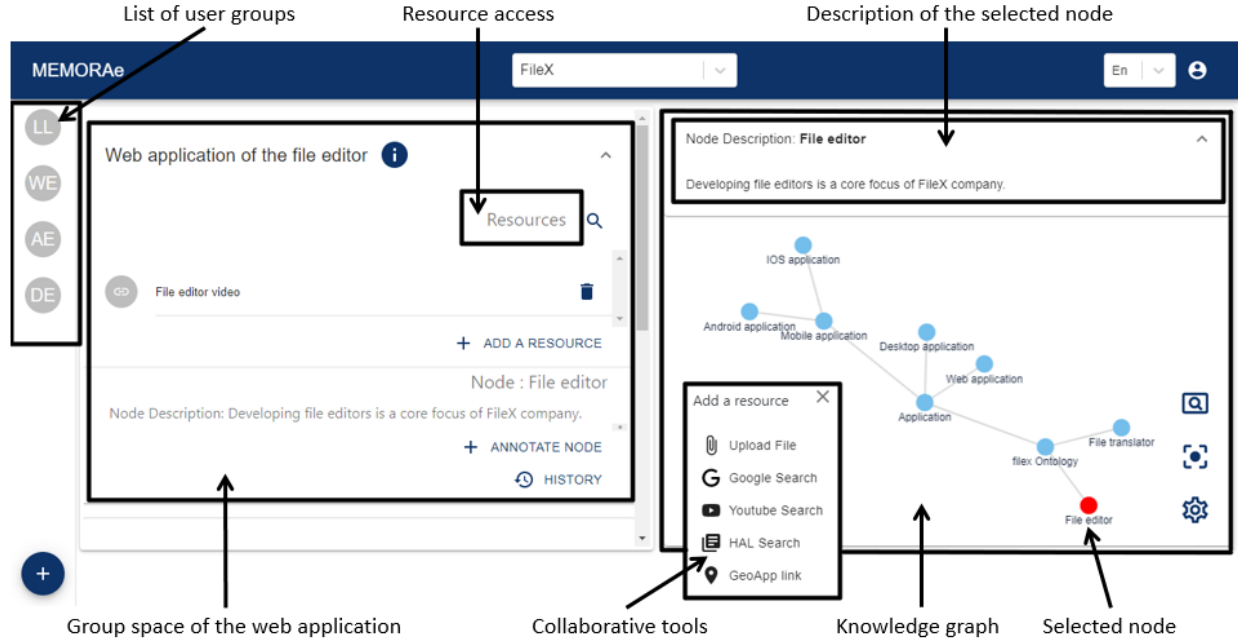 List of user groups
Resource access
Description of the selected node
MEMORAe
FileX
En
LL
WE
AE
DE
Web application of the file editor
i
Resources
File editor video
+ ADD A RESOURCE
Node : File editor
Node Description: Developing file editors is a core focus of FileX company.
+ ANNOTATE NODE
HISTORY
+
Node Description: File editor
Developing file editors is a core focus of FileX company.
IOS application
Android application
Mobile application
Desktop application
Web application
Application
File translator
filex Ontology
File editor
Add a resource
Upload File
G Google Search
Youtube Search
HAL Search
GeoApp link
Group space of the web application
Collaborative tools
Knowledge graph
Selected node